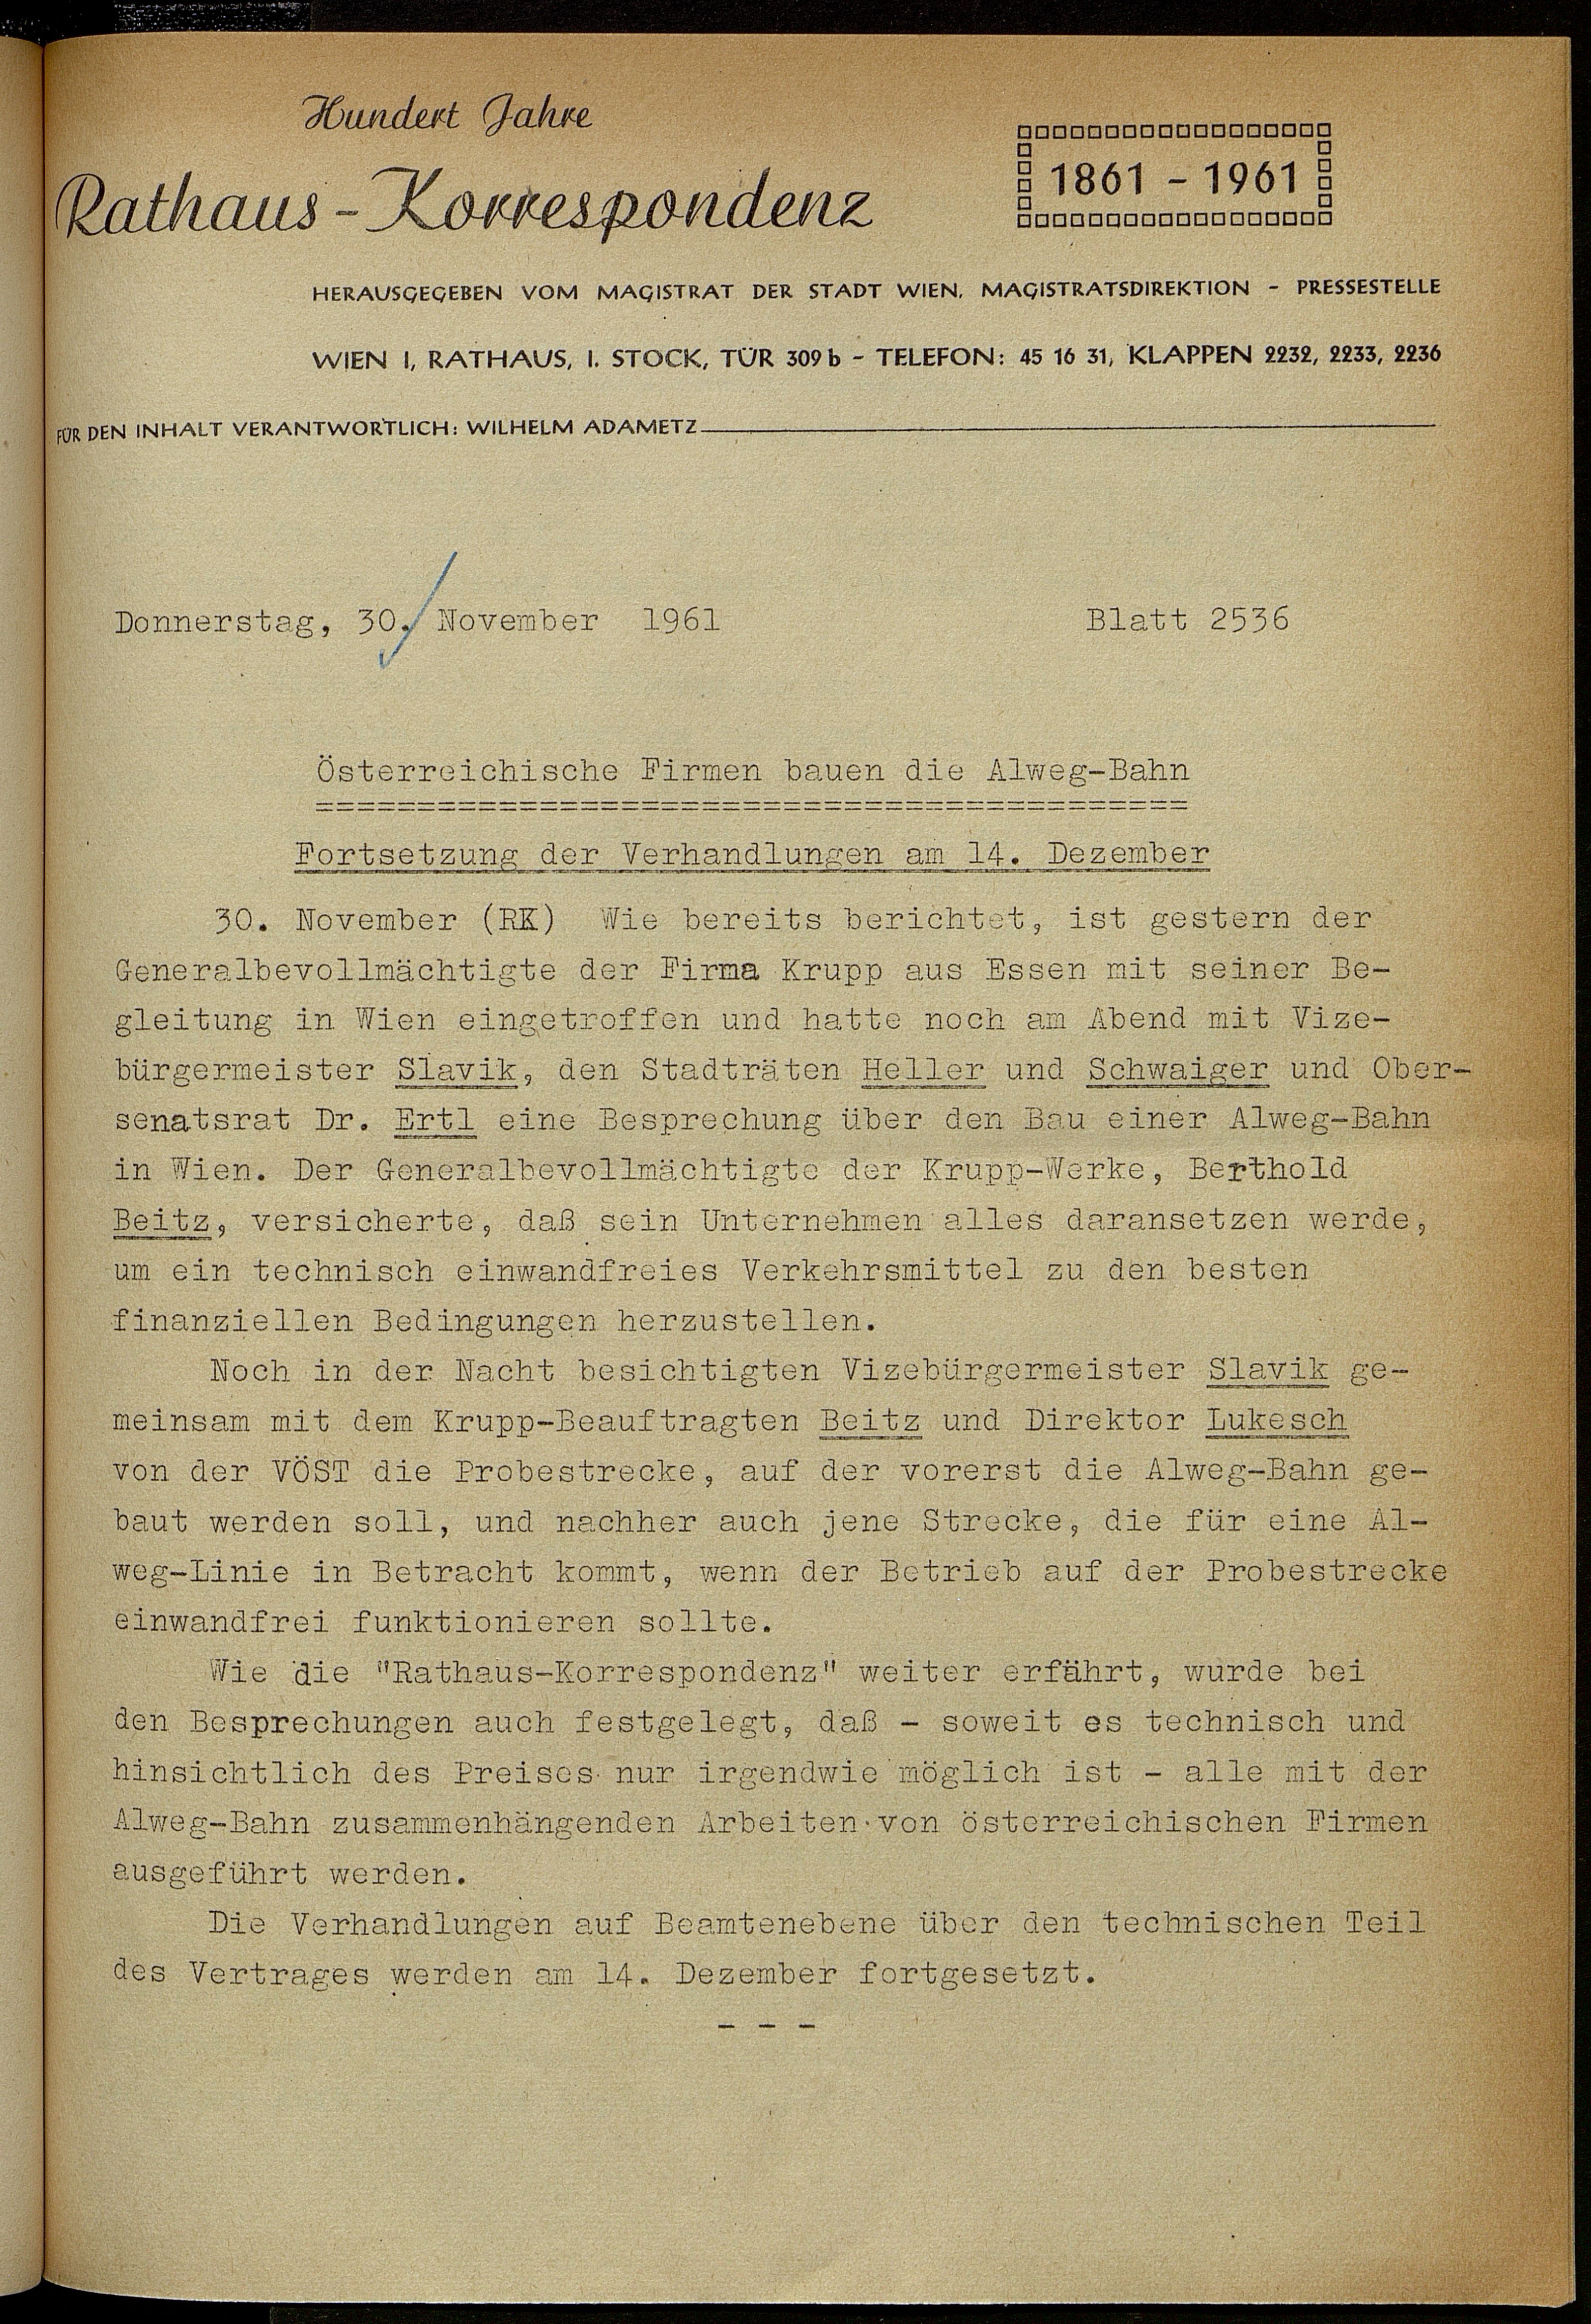 Hundert Jahre
Rathaus-Korrespondenz
1861 - 1961
HERAUSGEGEBEN VOM MAGISTRAT DER STADT WIEN, MAGISTRATSDIREKTION - PRESSESTELLE
WIEN I, RATHAUS, I. STOCK, TÜR 309 b - TELEFON: 45 16 31, KLAPPEN 2232, 2233, 2236
FÜR DEN INHALT VERANTWORTLICH: WILHELM ADAMETZ
Donnerstag, 30. November 1961 Blatt 2536
Österreichische Firmen bauen die Alweg-Bahn
===========================================
Fortsetzung der Verhandlungen am 14. Dezember
30. November (RK) Wie bereits berichtet, ist gestern der
Generalbevollmächtigte der Firma Krupp aus Essen mit seiner Be-
gleitung in Wien eingetroffen und hatte noch am Abend mit Vize-
bürgermeister Slavik, den Stadträten Heller und Schwaiger und Ober-
senatsrat Dr. Ertl eine Besprechung über den Bau einer Alweg-Bahn
in Wien. Der Generalbevollmächtigte der Krupp-Werke, Berthold
Beitz, versicherte, daß sein Unternehmen alles daransetzen werde,
um ein technisch einwandfreies Verkehrsmittel zu den besten
finanziellen Bedingungen herzustellen.
Noch in der Nacht besichtigten Vizebürgermeister Slavik ge-
meinsam mit dem Krupp-Beauftragten Beitz und Direktor Lukesch
von der VÖST die Probestrecke, auf der vorerst die Alweg-Bahn ge-
baut werden soll, und nachher auch jene Strecke, die für eine Al-
weg-Linie in Betracht kommt, wenn der Betrieb auf der Probestrecke
einwandfrei funktionieren sollte.
Wie die "Rathaus-Korrespondenz" weiter erfährt, wurde bei
den Besprechungen auch festgelegt, daß - soweit es technisch und
hinsichtlich des Preises nur irgendwie möglich ist - alle mit der
Alweg-Bahn zusammenhängenden Arbeiten von österreichischen Firmen
ausgeführt werden.
Die Verhandlungen auf Beamtenebene über den technischen Teil
des Vertrages werden am 14. Dezember fortgesetzt.
- - -